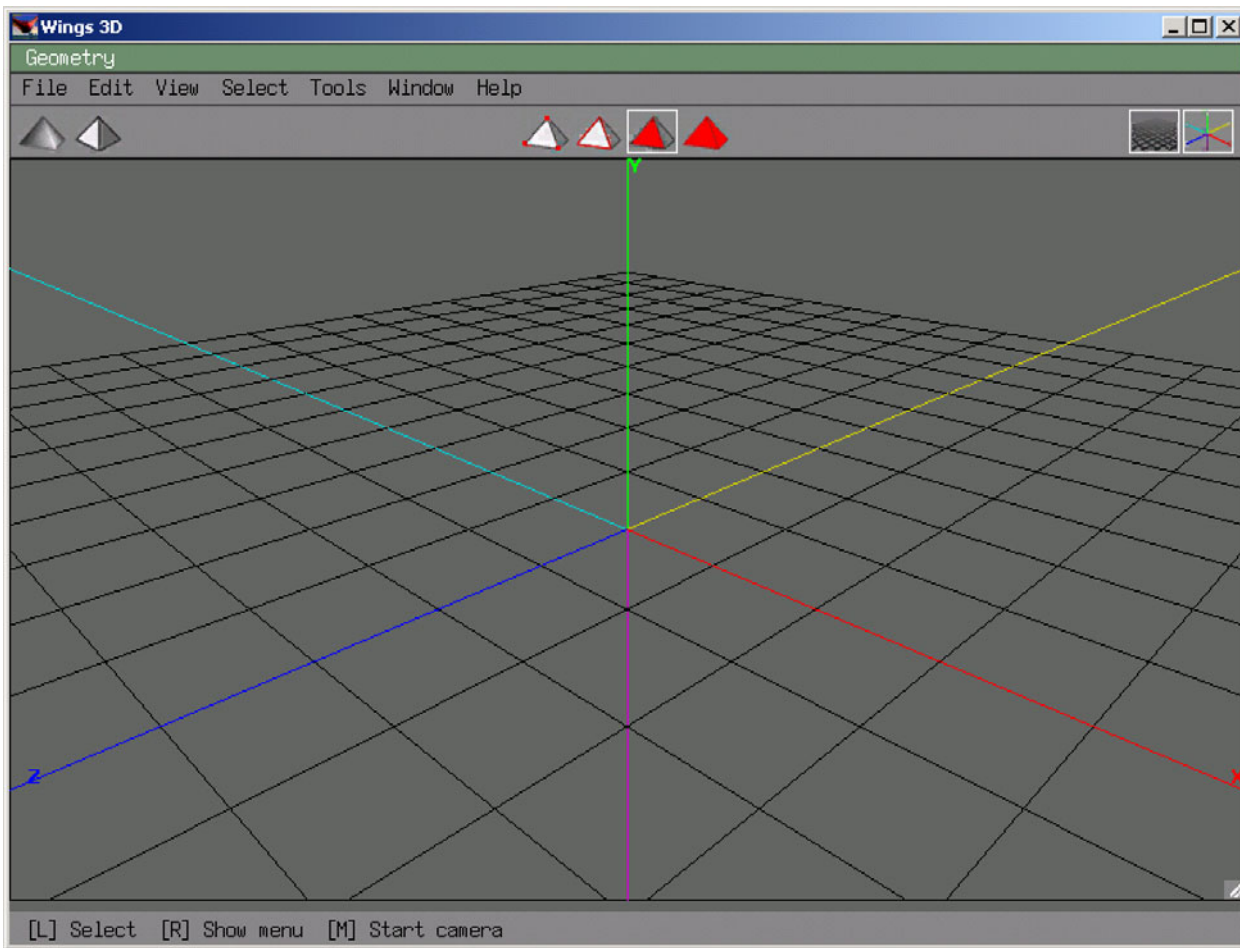 Wings 3D
Geometry
File Edit View Select Tools Window Help
Y
Z
X
[L] Select [R] Show menu [M] Start camera